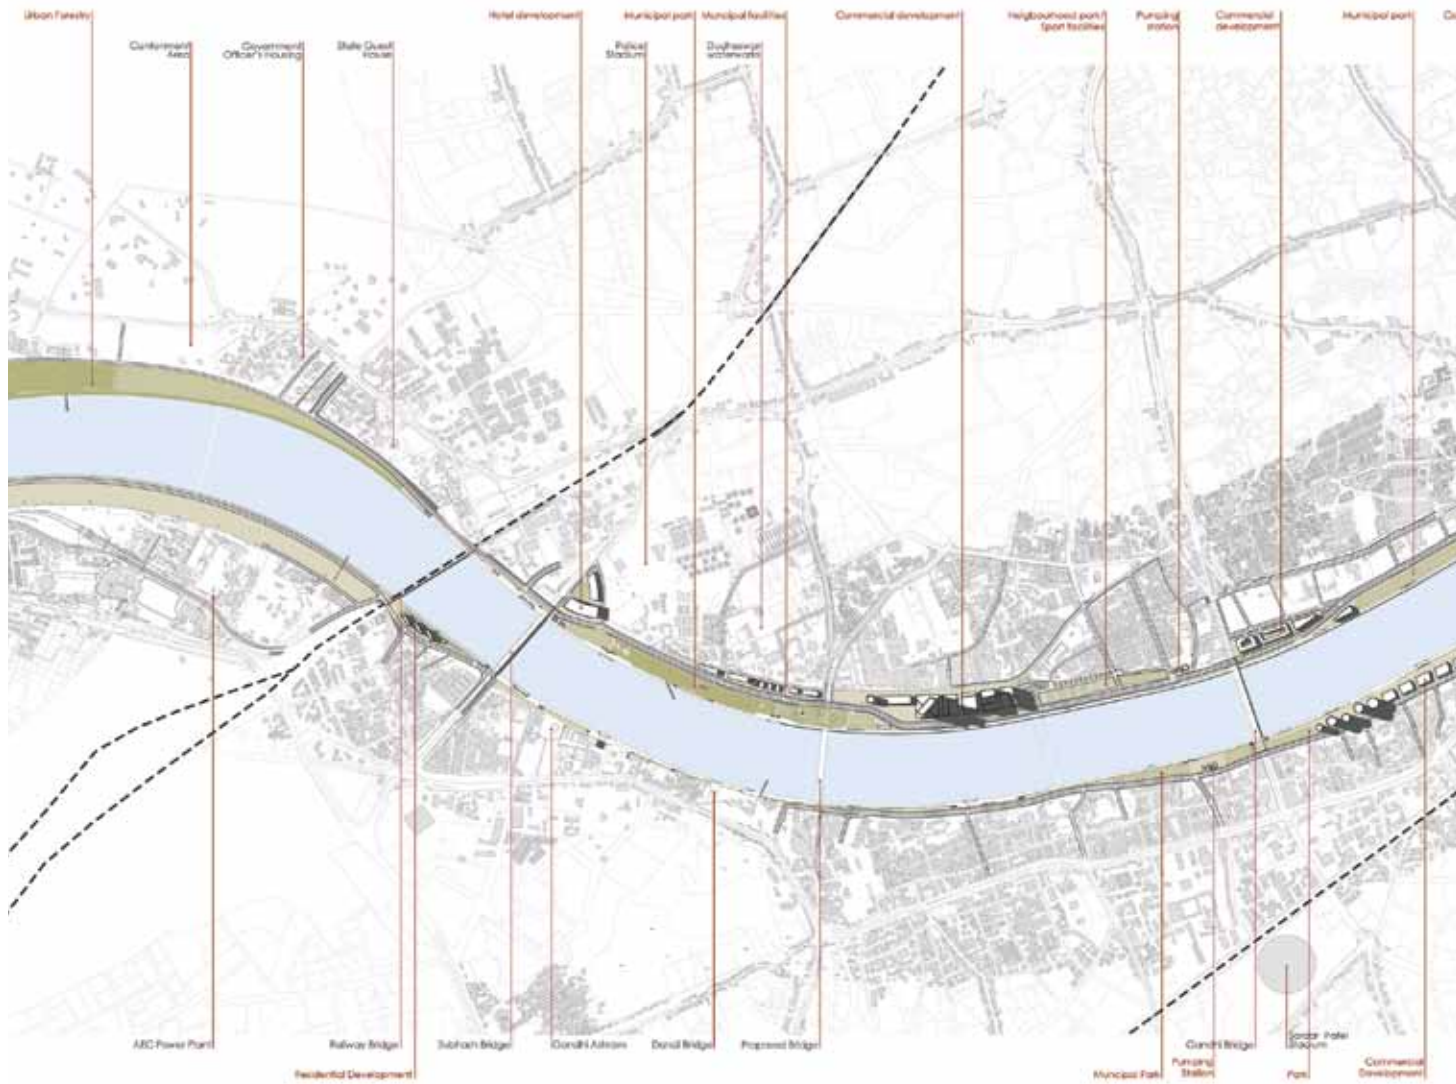 Urban Forestry
Hotel development
Municipal park
Municipal facilities
Commercial development
Neighbourhood park/
Sport facilities
Pumping
station
Commercial
development
Municipal park
Cantonment
Area
Government
Officer's Housing
State Guest
House
Police
Stadium
Dugheswar
waterworks
AEC Power Plant
Railway Bridge
Subhash Bridge
Gandhi Ashram
Dandi Bridge
Proposed Bridge
Gandhi Bridge
Sardar Patel
Stadium
Residential Development
Municipal Park
Pumping
Station
Park
Commercial
Development